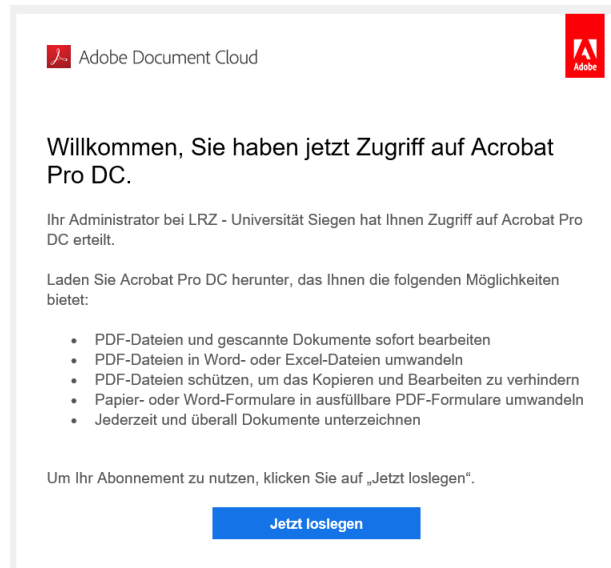 Adobe Document Cloud
Adobe
Willkommen, Sie haben jetzt Zugriff auf Acrobat
Pro DC.
Ihr Administrator bei LRZ - Universität Siegen hat Ihnen Zugriff auf Acrobat Pro
DC erteilt.
Laden Sie Acrobat Pro DC herunter, das Ihnen die folgenden Möglichkeiten
bietet:
• PDF-Dateien und gescannte Dokumente sofort bearbeiten
• PDF-Dateien in Word- oder Excel-Dateien umwandeln
• PDF-Dateien schützen, um das Kopieren und Bearbeiten zu verhindern
• Papier- oder Word-Formulare in ausfüllbare PDF-Formulare umwandeln
• Jederzeit und überall Dokumente unterzeichnen
Um Ihr Abonnement zu nutzen, klicken Sie auf „Jetzt loslegen“.
Jetzt loslegen